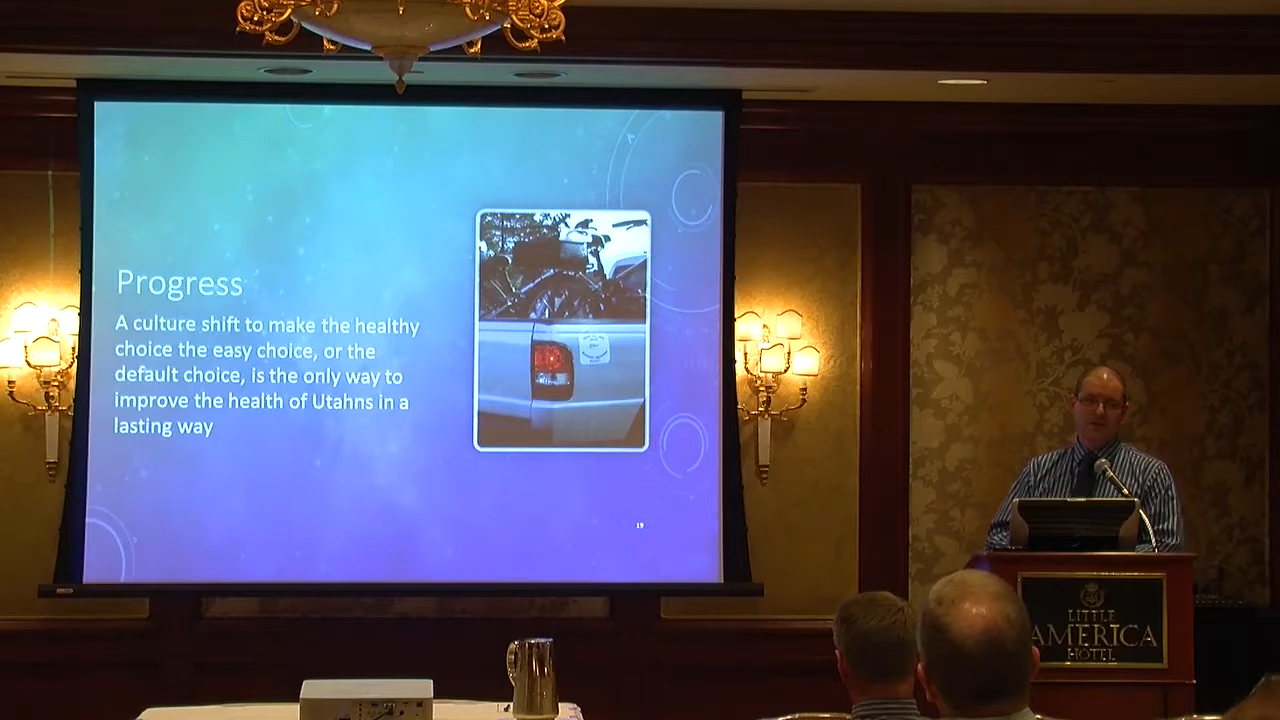 Progress
A culture shift to make the healthy
choice the easy choice, or the
default choice, is the only way to
improve the health of Utahns in a
lasting way
19
LITTLE
AMERICA
HOTEL